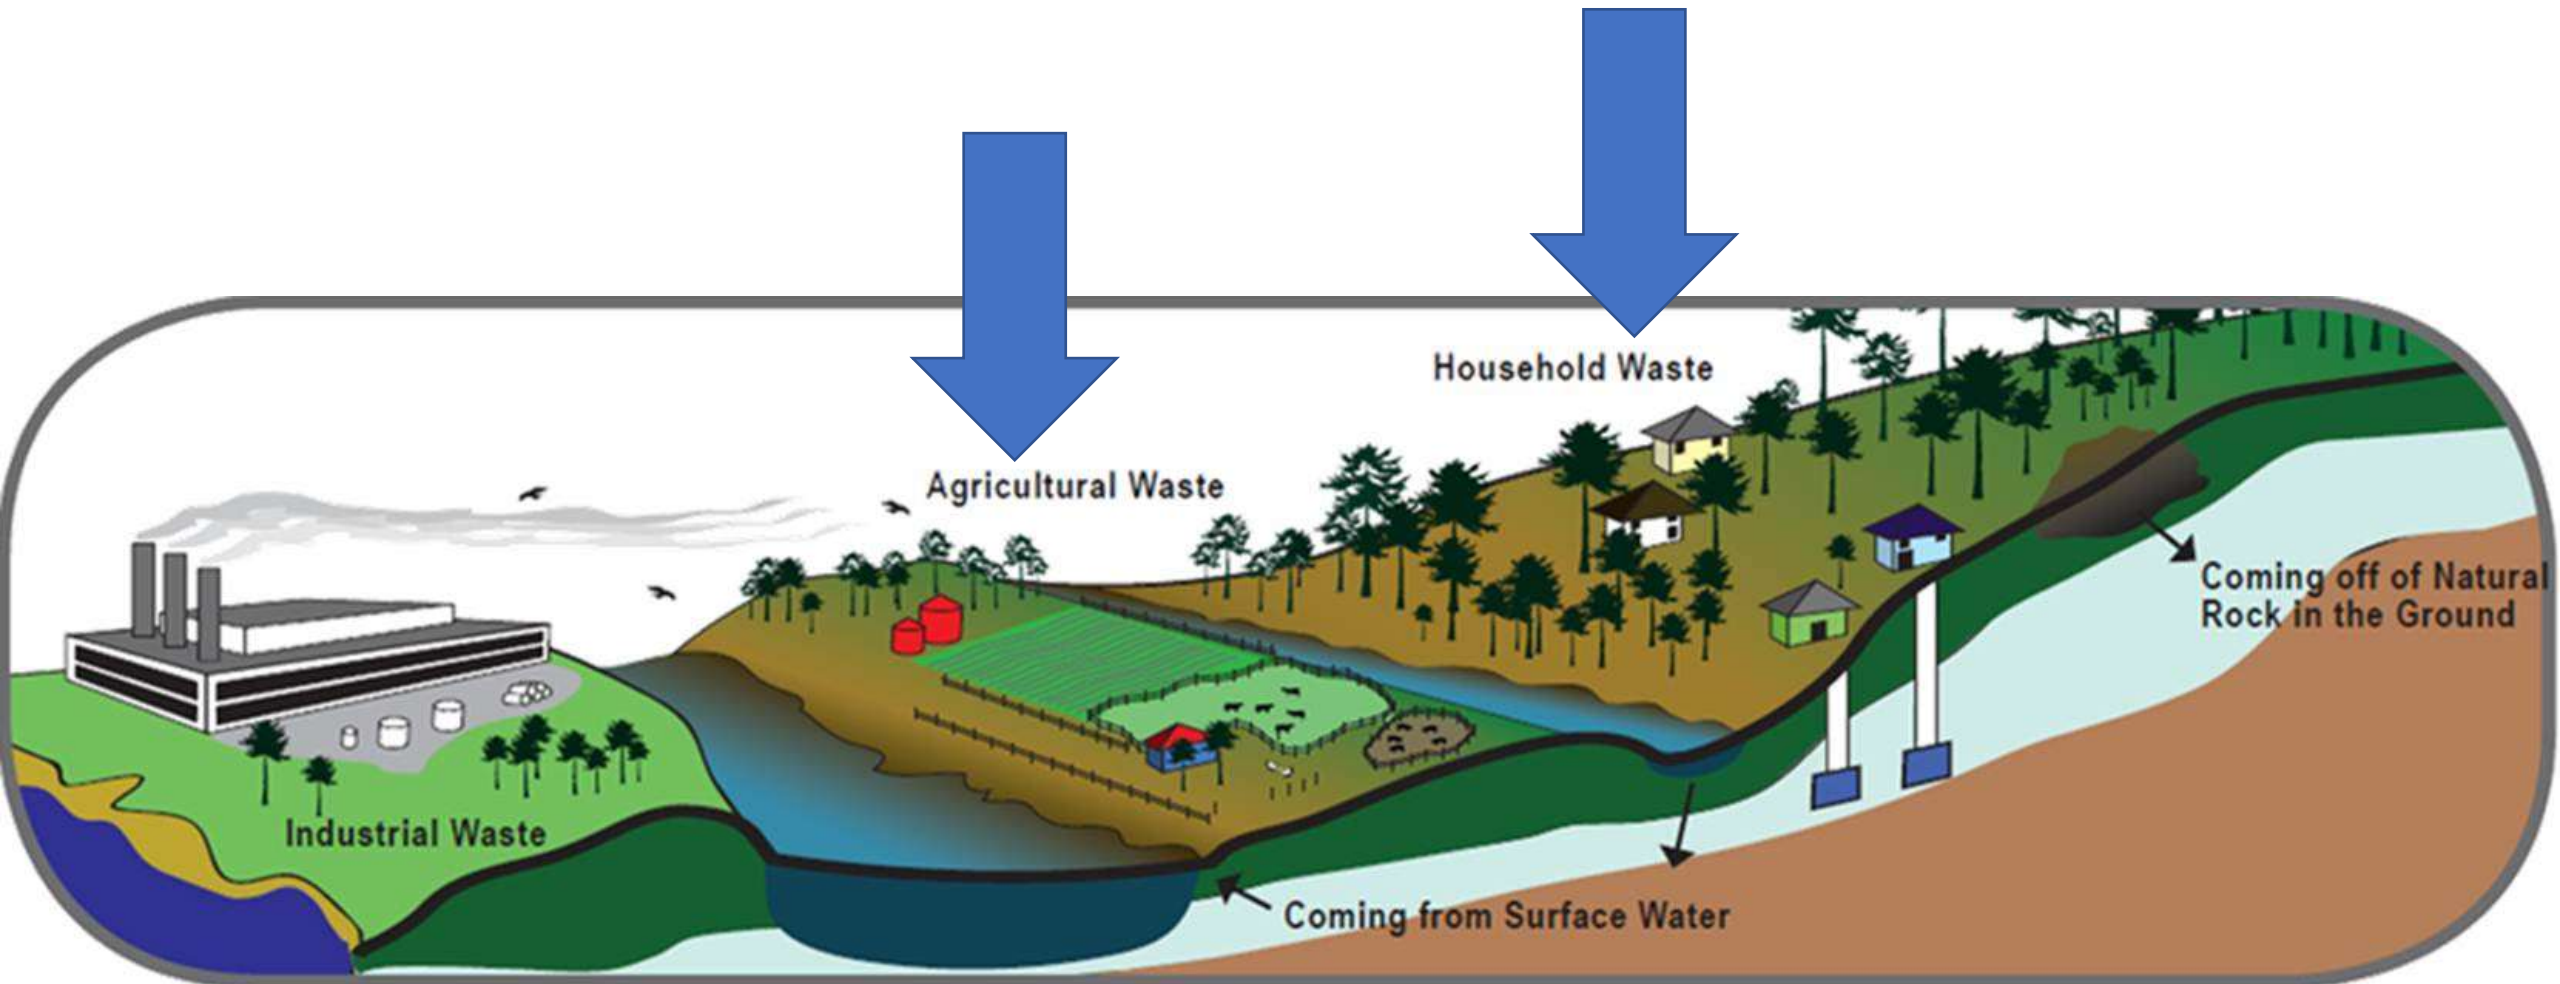 Household Waste
Agricultural Waste
Coming off of Natural
Rock in the Ground
Industrial Waste
Coming from Surface Water